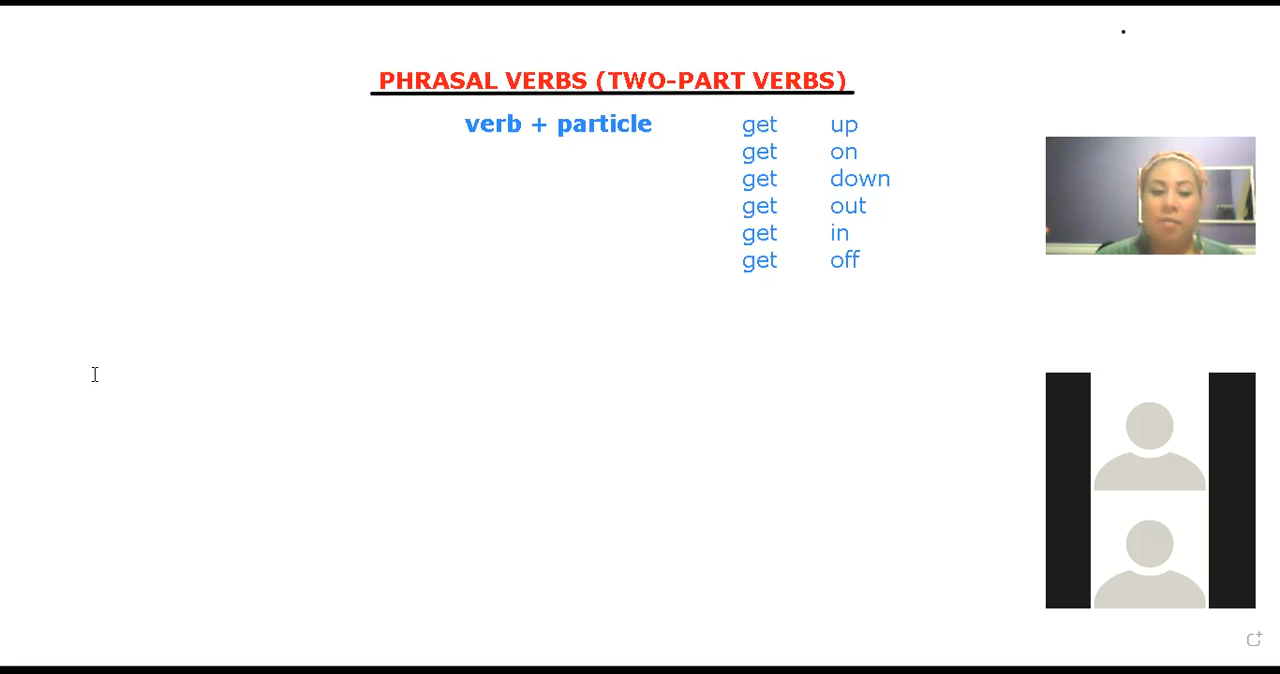 PHRASAL VERBS (TWO-PART VERBS)
verb + particle get up
get on
get down
get out
get in
get off